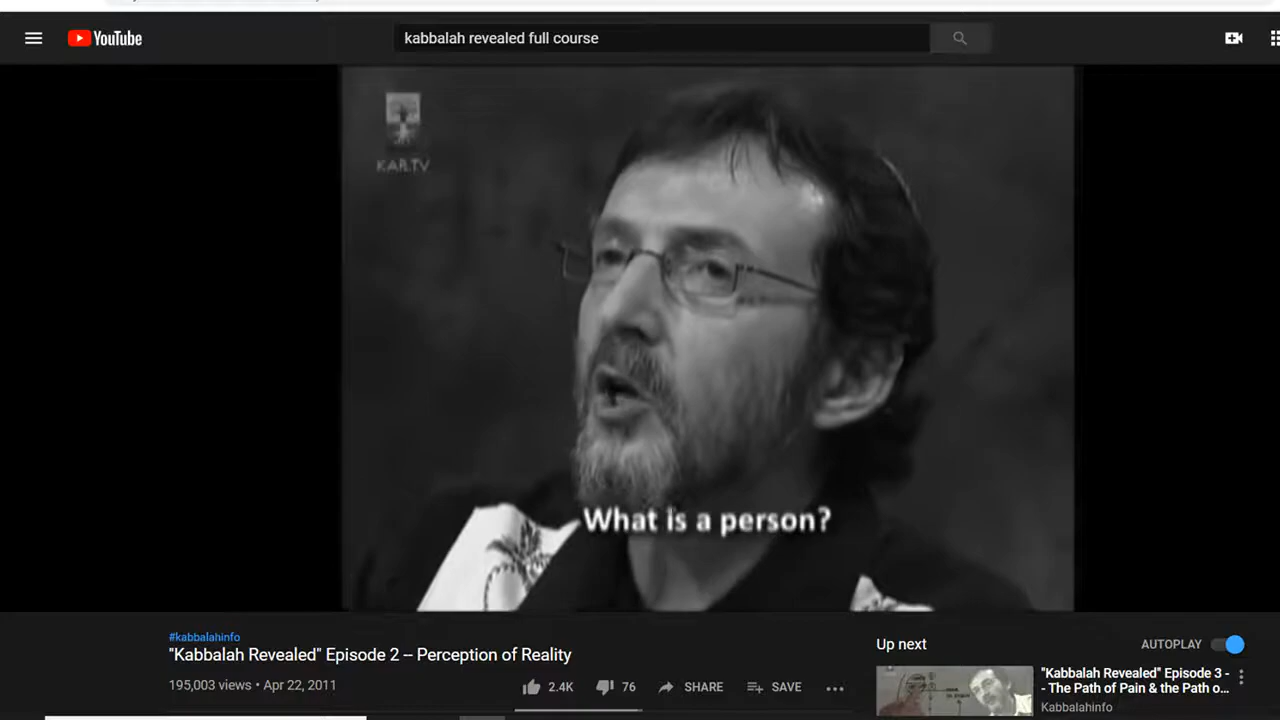 YouTube
kabbalah revealed full course
KAB.TV
What is a person?
#kabbalahinfo
"Kabbalah Revealed" Episode 2 -- Perception of Reality
195,003 views • Apr 22, 2011
2.4K
76
SHARE
SAVE
Up next
AUTOPLAY
"Kabbalah Revealed" Episode 3 -
- The Path of Pain & the Path o...
Kabbalahinfo